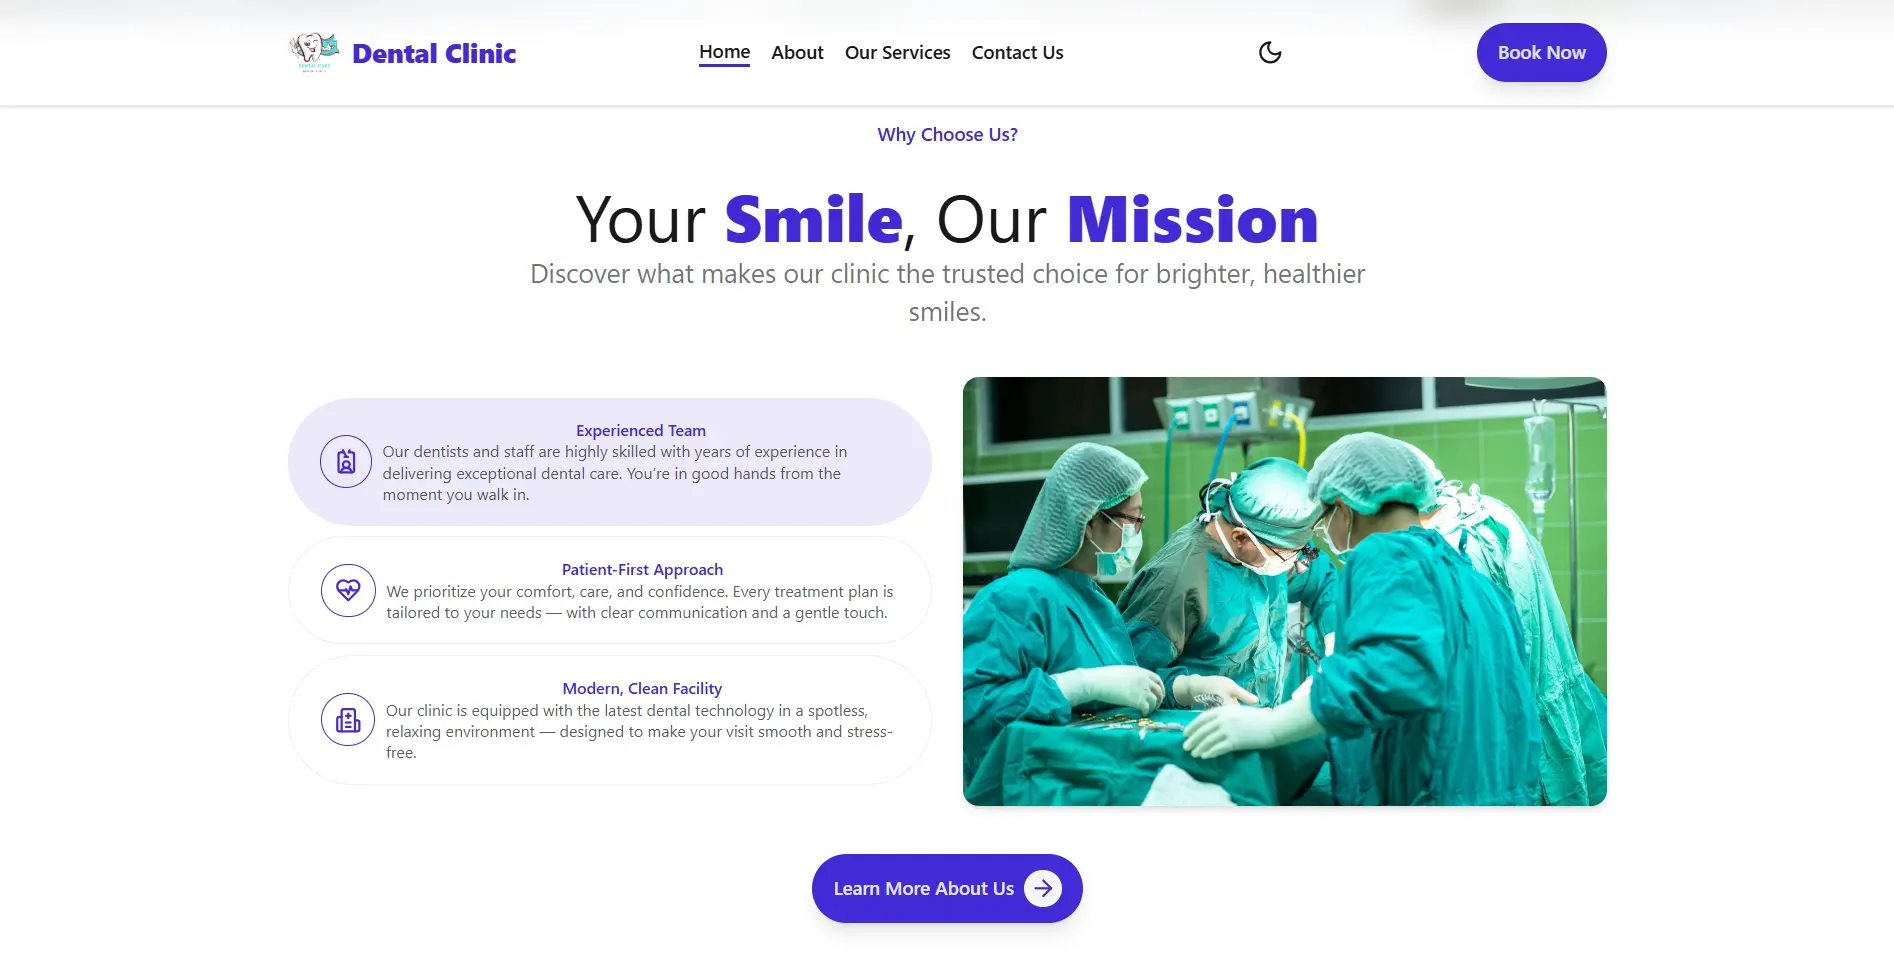 Dental Clinic
Home
About
Our Services
Contact Us
Book Now
Why Choose Us?
Your Smile, Our Mission
Discover what makes our clinic the trusted choice for brighter, healthier
smiles.
Experienced Team
Our dentists and staff are highly skilled with years of experience in
delivering exceptional dental care. You’re in good hands from the
moment you walk in.
Patient-First Approach
We prioritize your comfort, care, and confidence. Every treatment plan is
tailored to your needs — with clear communication and a gentle touch.
Modern, Clean Facility
Our clinic is equipped with the latest dental technology in a spotless,
relaxing environment — designed to make your visit smooth and stress-
free.
Learn More About Us